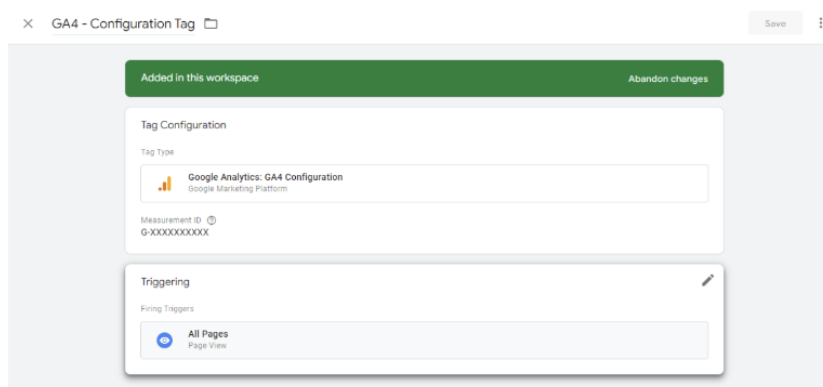 GA4 - Configuration Tag
Save
Added in this workspace
Abandon changes
Tag Configuration
Tag Type
Google Analytics: GA4 Configuration
Google Marketing Platform
Measurement ID
G-XXXXXXXXXX
Triggering
Firing Triggers
All Pages
Page View